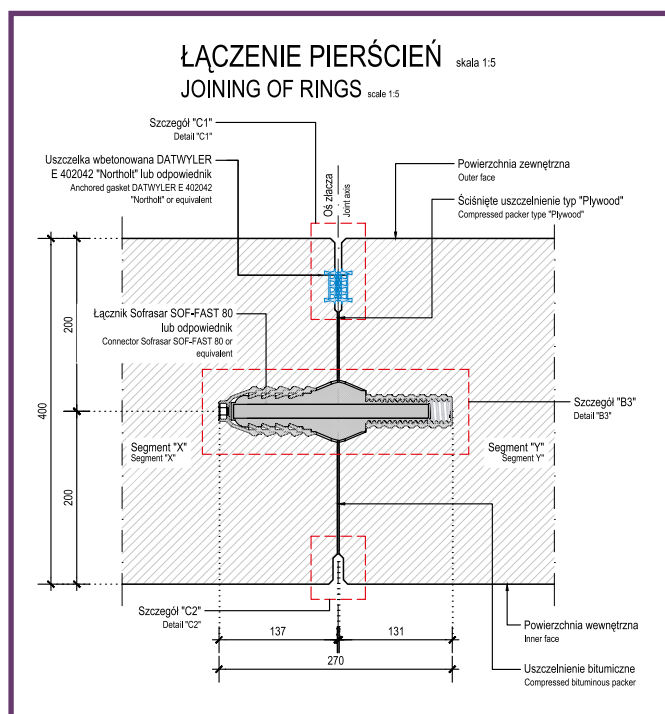 ŁĄCZENIE PIERŚCIEŃ skala 1:5
JOINING OF RINGS scale 1:5
Szczegół "C1"
Detail "C1"
Uszczelka wbetonowana DATWYLER
E 402042 "Northolt" lub odpowiednik
Anchored gasket DATWYLER E 402042
"Northolt" or equivalent
Oś złącza
Joint axis
Powierzchnia zewnętrzna
Outer face
Ściśnięte uszczelnienie typ "Plywood"
Compressed packer type "Plywood"
200
400
200
Łącznik Sofrasar SOF-FAST 80
lub odpowiednik
Connector Sofrasar SOF-FAST 80 or
equivalent
Szczegół "B3"
Detail "B3"
Segment "X"
Segment "X"
Segment "Y"
Segment Y"
Szczegół "C2"
Detail "C2"
137
131
270
Powierzchnia wewnętrzna
Inner face
Uszczelnienie bitumiczne
Compressed bituminous packer